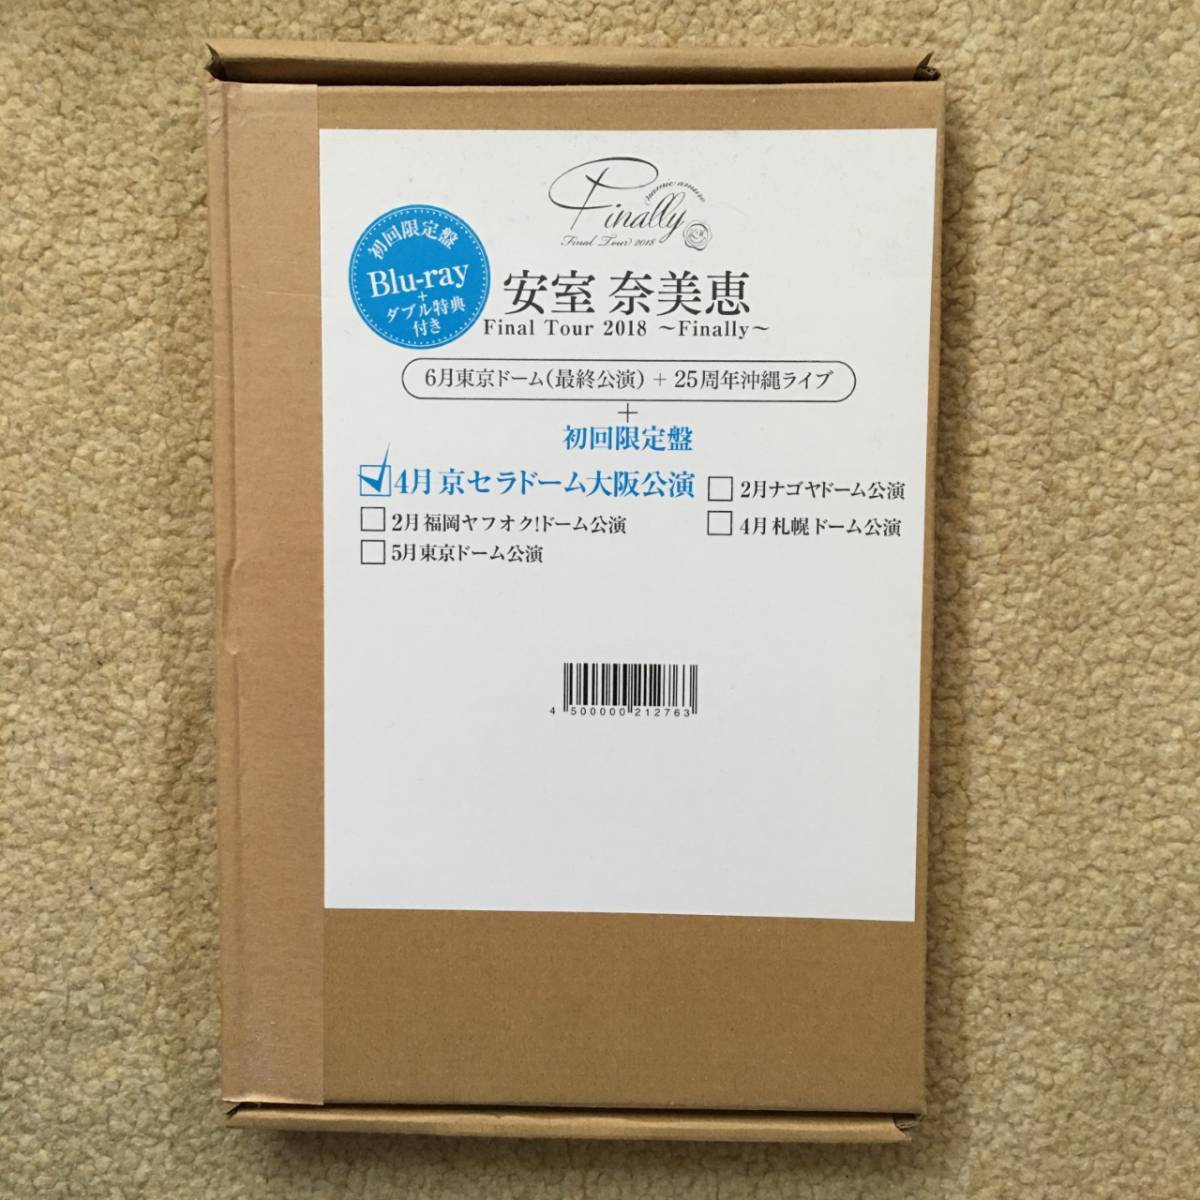 namie amuro
Finally
Final Tour 2018
初回限定盤
Blu-ray
+
ダブル特典
付き
安室 奈美恵
Final Tour 2018 ～Finally～
6月東京ドーム(最終公演) + 25周年沖縄ライブ
+
初回限定盤
4月 京セラドーム大阪公演
2月ナゴヤドーム公演
2月福岡ヤフオク!ドーム公演
4月札幌ドーム公演
5月東京ドーム公演
4 500000 212763